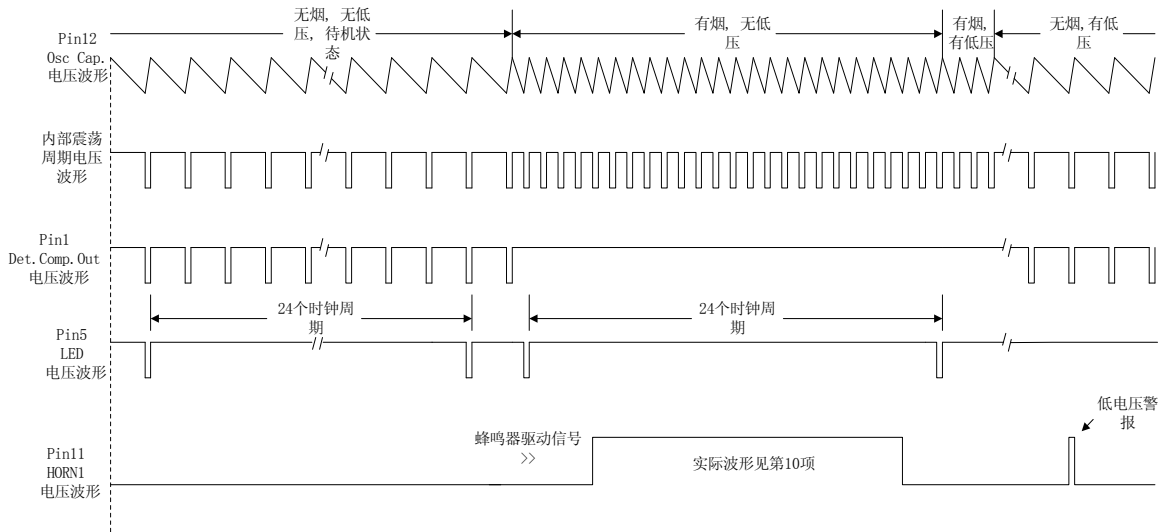 无烟, 无低
压, 待机状
态
有烟, 无低
压
有烟,
有低压
无烟,有低
压
Pin12
Osc Cap.
电压波形
内部震荡
周期电压
波形
Pin1
Det.Comp.Out
电压波形
24个时钟周
期
24个时钟周
期
Pin5
LED
电压波形
低电压警
报
蜂鸣器驱动信号
>>
实际波形见第10项
Pin11
HORN1
电压波形